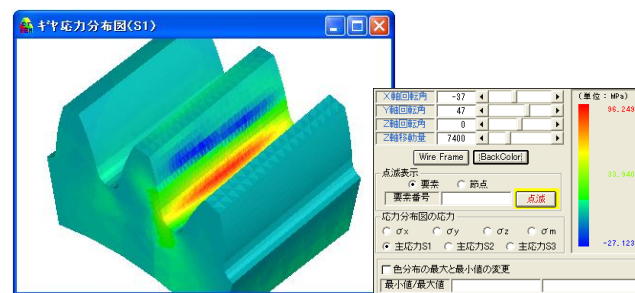 ギヤ応力分布図(S1)
X軸回転角 -37
Y軸回転角 47
Z軸回転角 0
Z軸移動量 7400
Wire Frame (BackColor)
点滅表示
要素 節点
要素番号 点滅
応力分布図の応力
σx σy σz σm
主応力S1 主応力S2 主応力S3
色分布の最大と最小値の変更
最小値/最大値
(単位:MPa)
96.249
33.940
-27.123